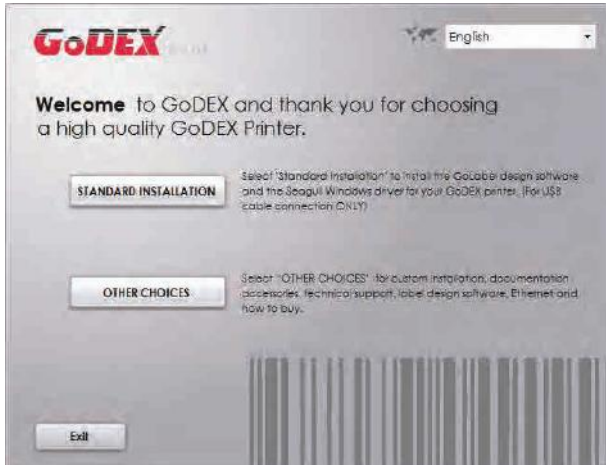 GoDEX
English
Welcome to GoDEX and thank you for choosing
a high quality GoDEX Printer.
STANDARD INSTALLATION
Select "Standard Installation" to install the GoLabel design software
and the Seagull Windows driver for your GoDEX printer. (For USB
cable connection ONLY)
OTHER CHOICES
Select "OTHER CHOICES" for custom installation, documentation
accessories, technical support, label design software, Ethernet and
how to buy.
Exit